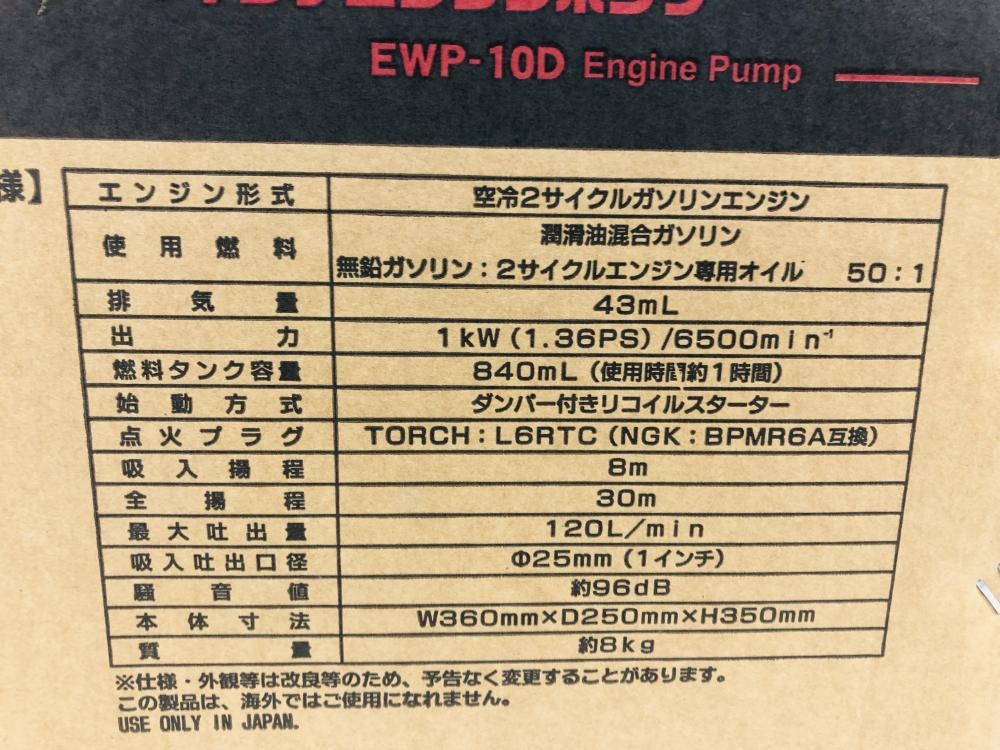 EWP-10D Engine Pump
様】
エンジン形式 空冷2サイクルガソリンエンジン
使用燃料 潤滑油混合ガソリン
無鉛ガソリン：2サイクルエンジン専用オイル 50：1
排気量 43mL
出力 1kW（1.36PS）/6500min⁻¹
燃料タンク容量 840mL（使用時間約1時間）
始動方式 ダンパー付きリコイルスターター
点火プラグ TORCH：L6RTC（NGK：BPMR6A互換）
吸入揚程 8m
全揚程 30m
最大吐出量 120L／min
吸入吐出口径 Φ25mm（1インチ）
騒音値 約96dB
本体寸法 W360mm×D250mm×H350mm
質量 約8kg
※仕様・外観等は改良等のため、予告なく変更することがあります。
この製品は、海外ではご使用になれません。
USE ONLY IN JAPAN.